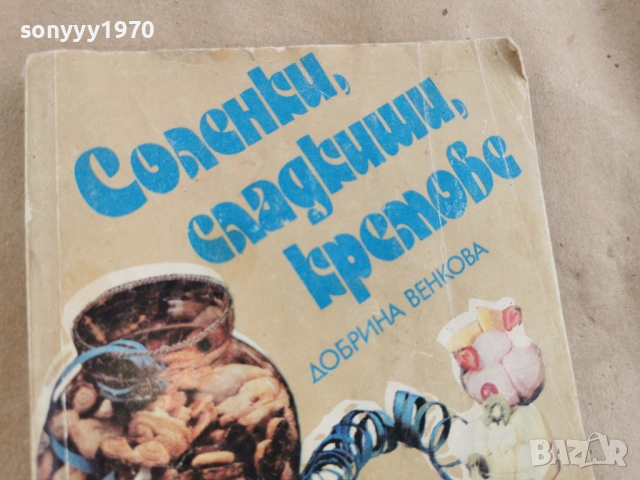 sonyyy1970
Соленки,
сладкиши,
кремове
ДОБРИНА ВЕНКОВА
BAZAR